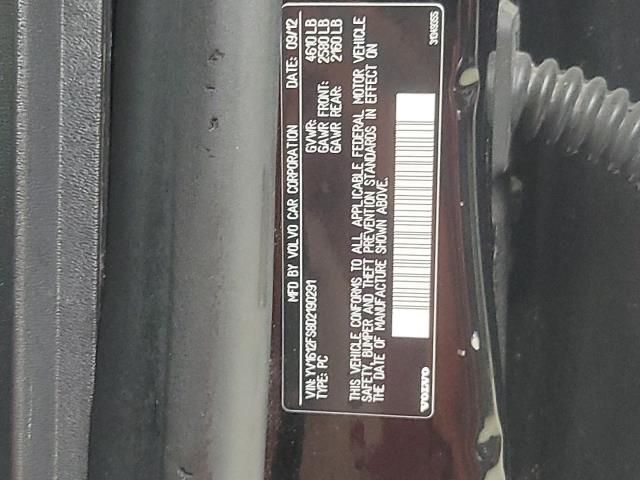 MFD BY VOLVO CAR CORPORATION DATE: 09/12
GVWR: 4610 LB
GAWR FRONT: 2580 LB
GAWR REAR: 2160 LB
VIN: YV1612FS8D2190291
TYPE: PC
THIS VEHICLE CONFORMS TO ALL APPLICABLE FEDERAL MOTOR VEHICLE
SAFETY, BUMPER AND THEFT PREVENTION STANDARDS IN EFFECT ON
THE DATE OF MANUFACTURE SHOWN ABOVE.
VOLVO